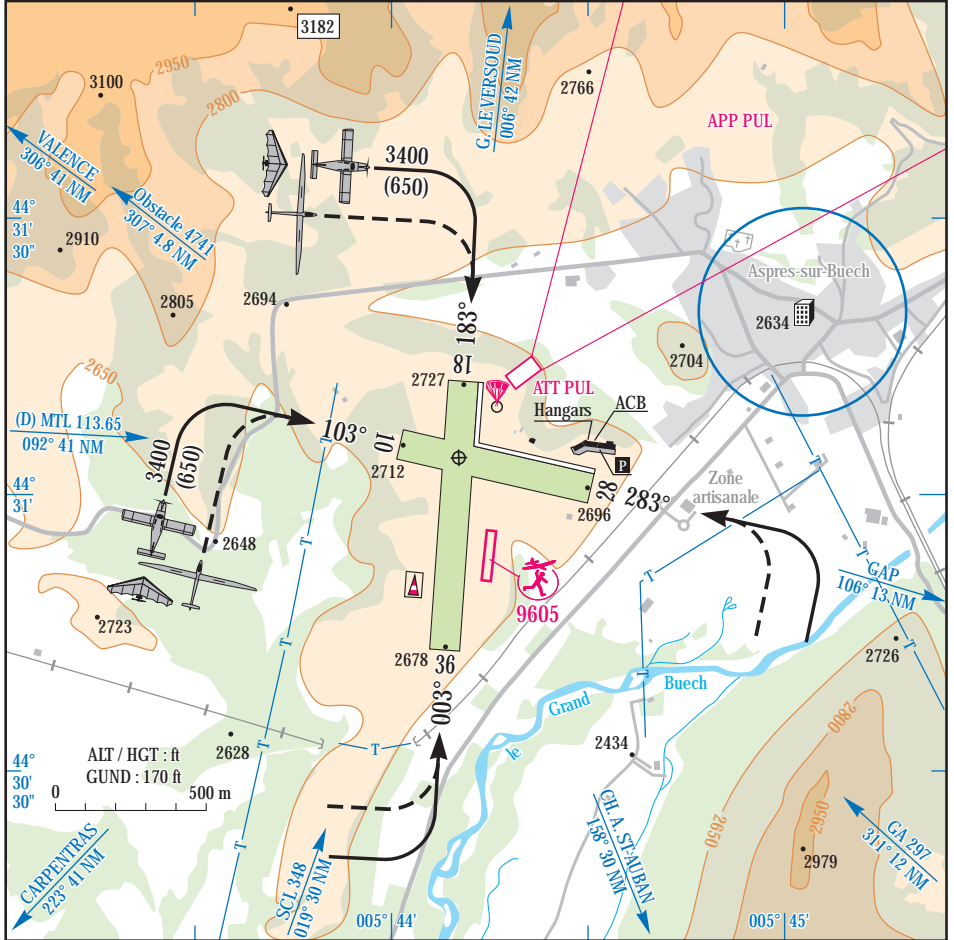 3182
2950
3100
2800
2766
G. LE VERSOUD
006° 42 NM
APP PUL
VALENCE
306° 41 NM
Obstacle 4741
307° 4.8 NM
3400
(650)
44°
31'
30"
2910
2805
2694
Aspres-sur-Buech
2634
2704
183°
18
2727
ATT PUL
Hangars
ACB
P
2650
(D) MTL 113.65
092° 41 NM
3400
(650)
103°
10
2712
28
283°
2696
Zone
artisanale
44°
31'
2648
T
T
T
T
T
T
T
T
T
T
9605
GAP
106° 13 NM
2723
2726
2678
36
003°
Grand
Buech
le
2800
2628
2434
ALT / HGT : ft
GUND : 170 ft
0
500 m
44°
30'
30"
2650
2950
2979
GA 297
311° 12 NM
CARPENTRAS
223° 41 NM
SCL 348
019° 30 NM
CH. A. ST-AUBAN
158° 30 NM
005° 44'
005° 45'